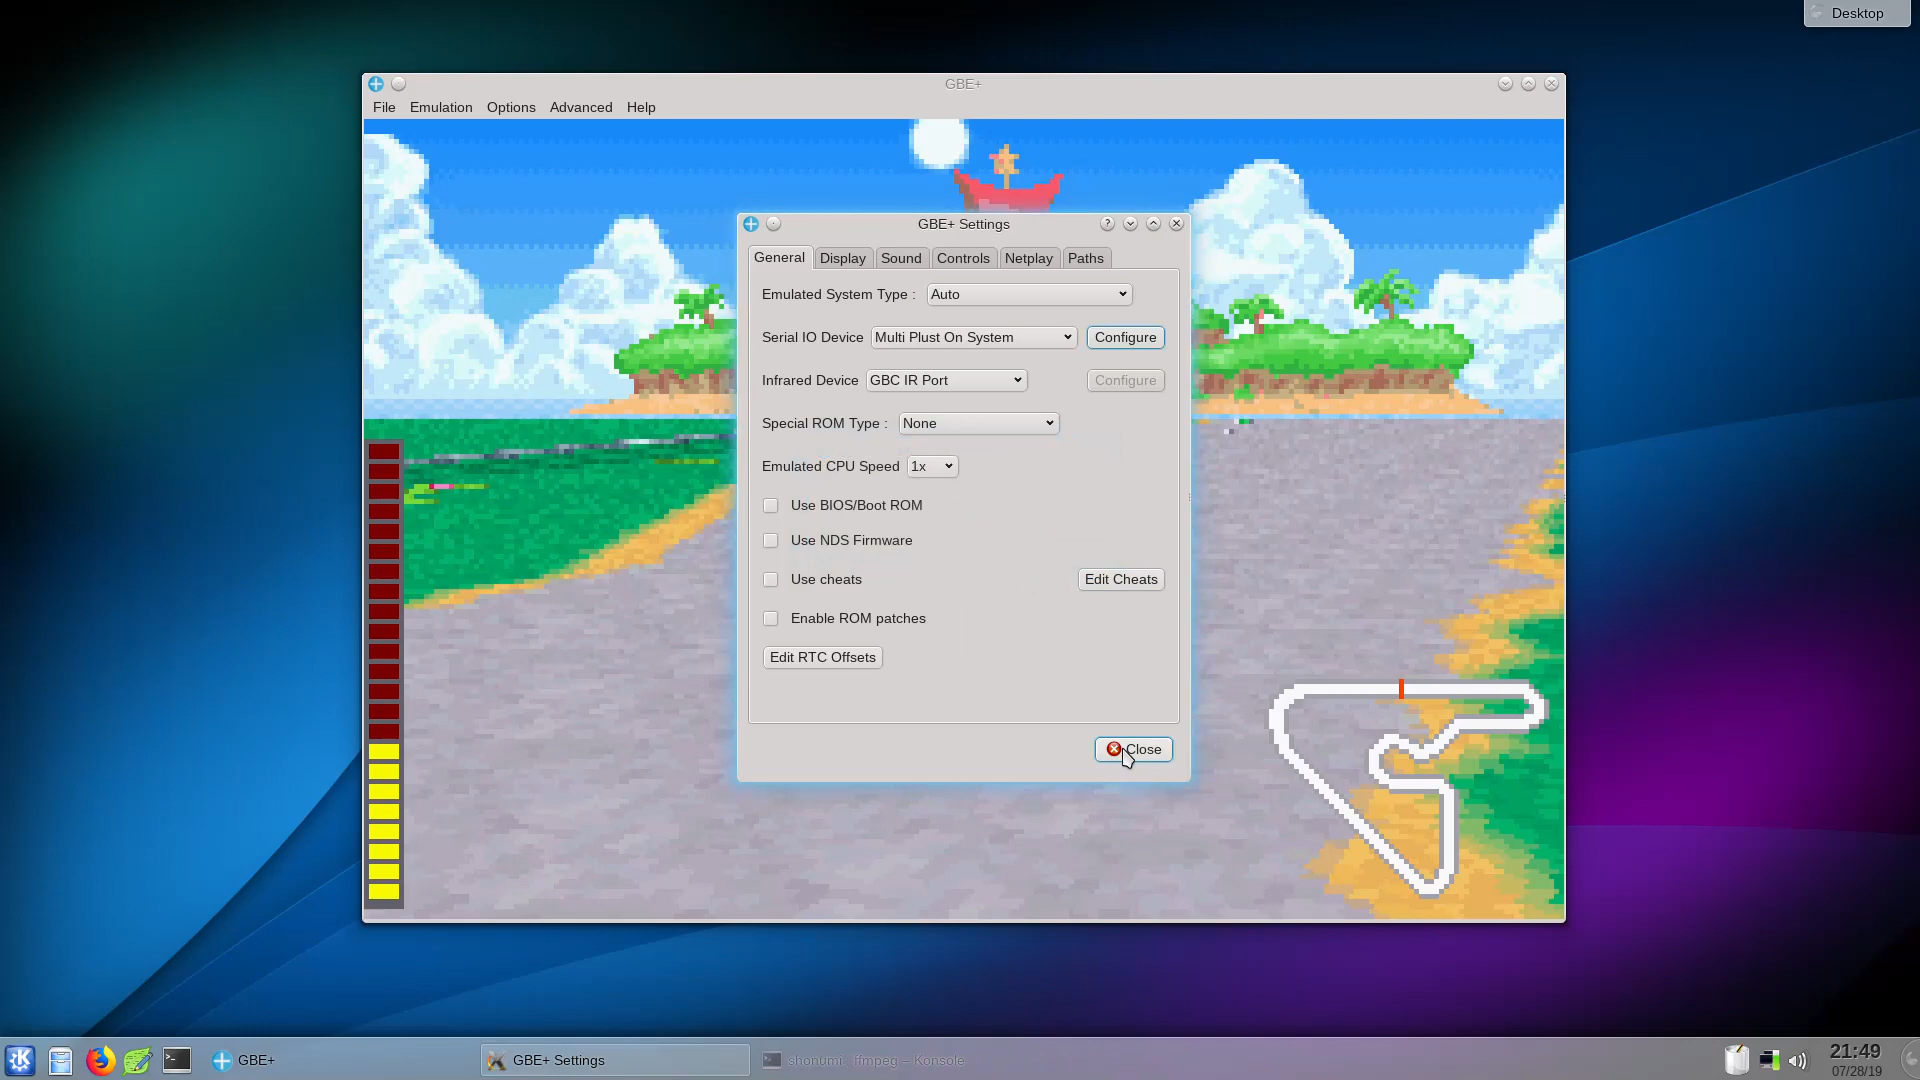 Desktop
GBE+
File Emulation Options Advanced Help
GBE+ Settings
General Display Sound Controls Netplay Paths
Emulated System Type : Auto
Serial IO Device Multi Plust On System Configure
Infrared Device GBC IR Port Configure
Special ROM Type : None
Emulated CPU Speed 1x
Use BIOS/Boot ROM
Use NDS Firmware
Use cheats Edit Cheats
Enable ROM patches
Edit RTC Offsets
Close
GBE+ GBE+ Settings shonumi : ffmpeg – Konsole
21:49
07/28/19